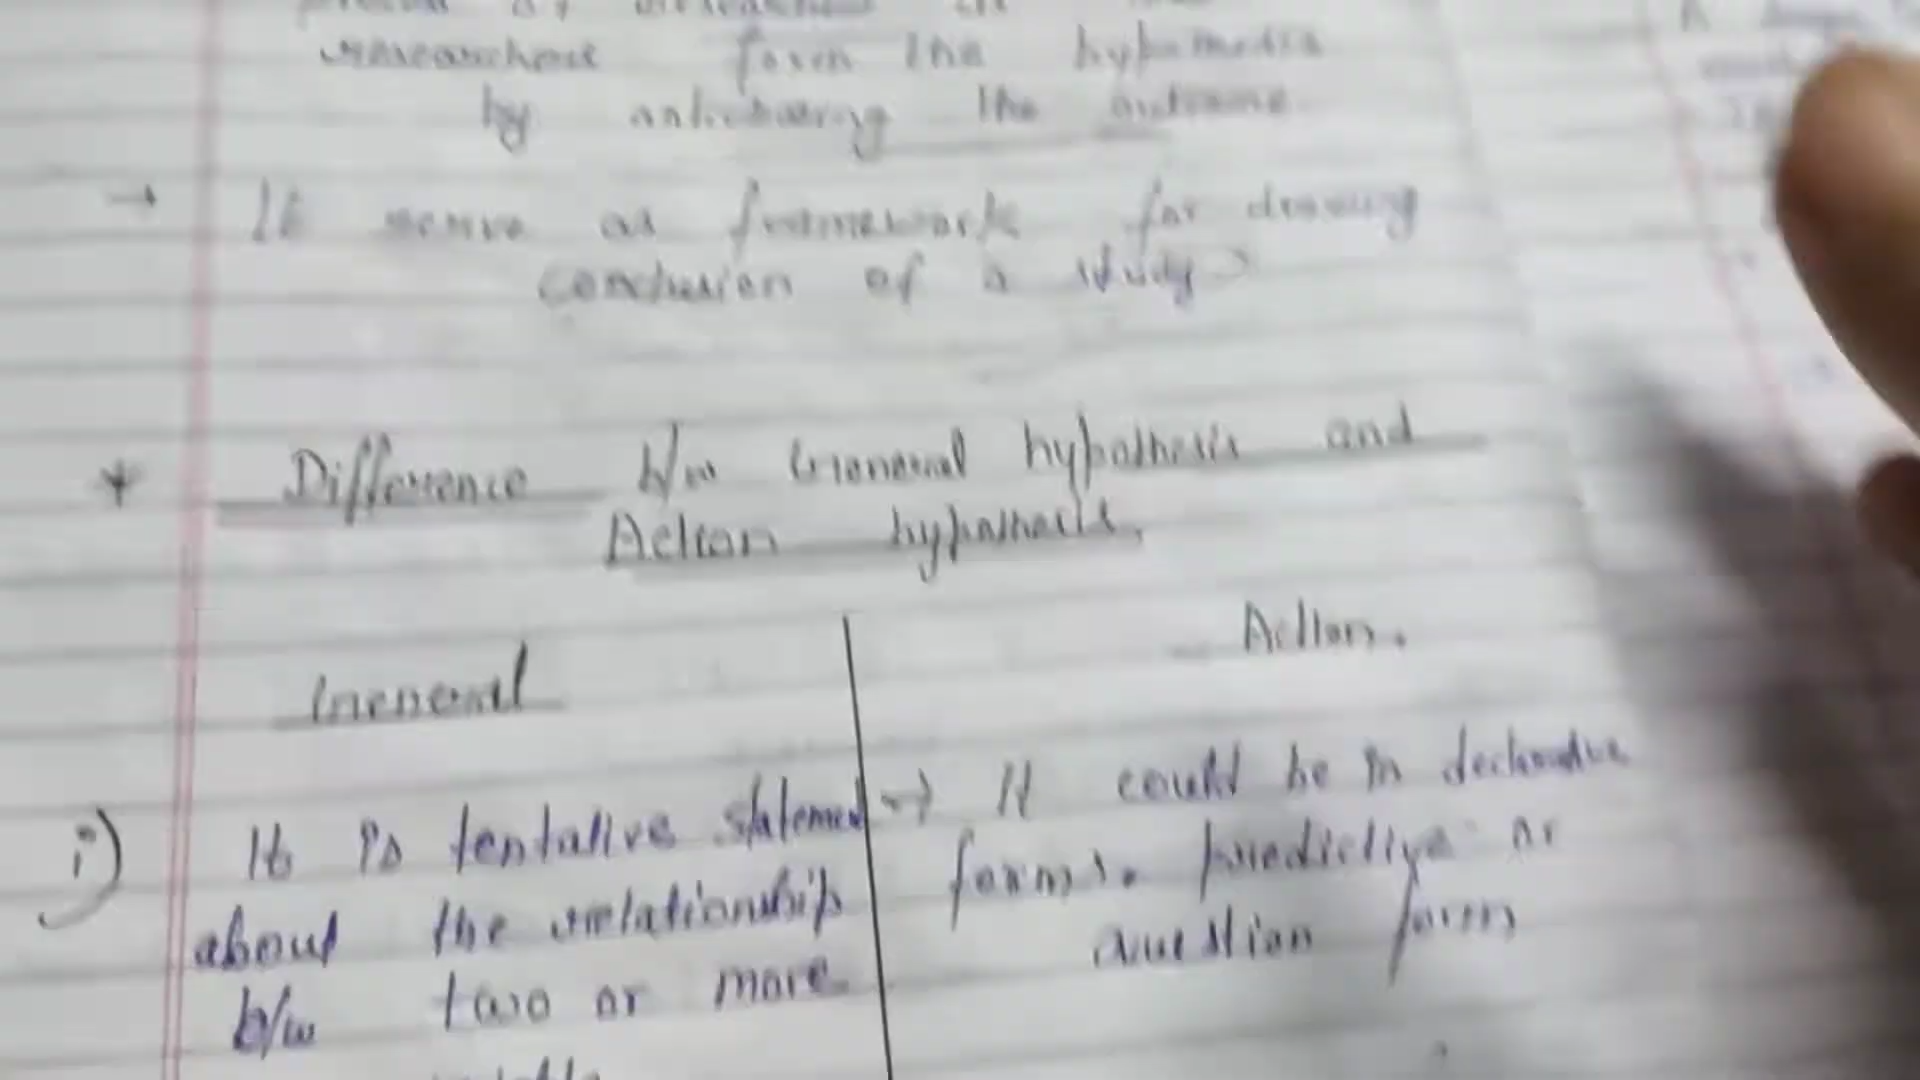 researchers form the hypothesis
by anticipating the outcome.
→ It serve as framework for drawing
conclusion of a study
* Difference b/w General hypothesis and
Action hypothesis.
General
Action.
i) It is tentative statement
about the relationship
b/w two or more
→ It could be in declarative
form, predictive or
question form